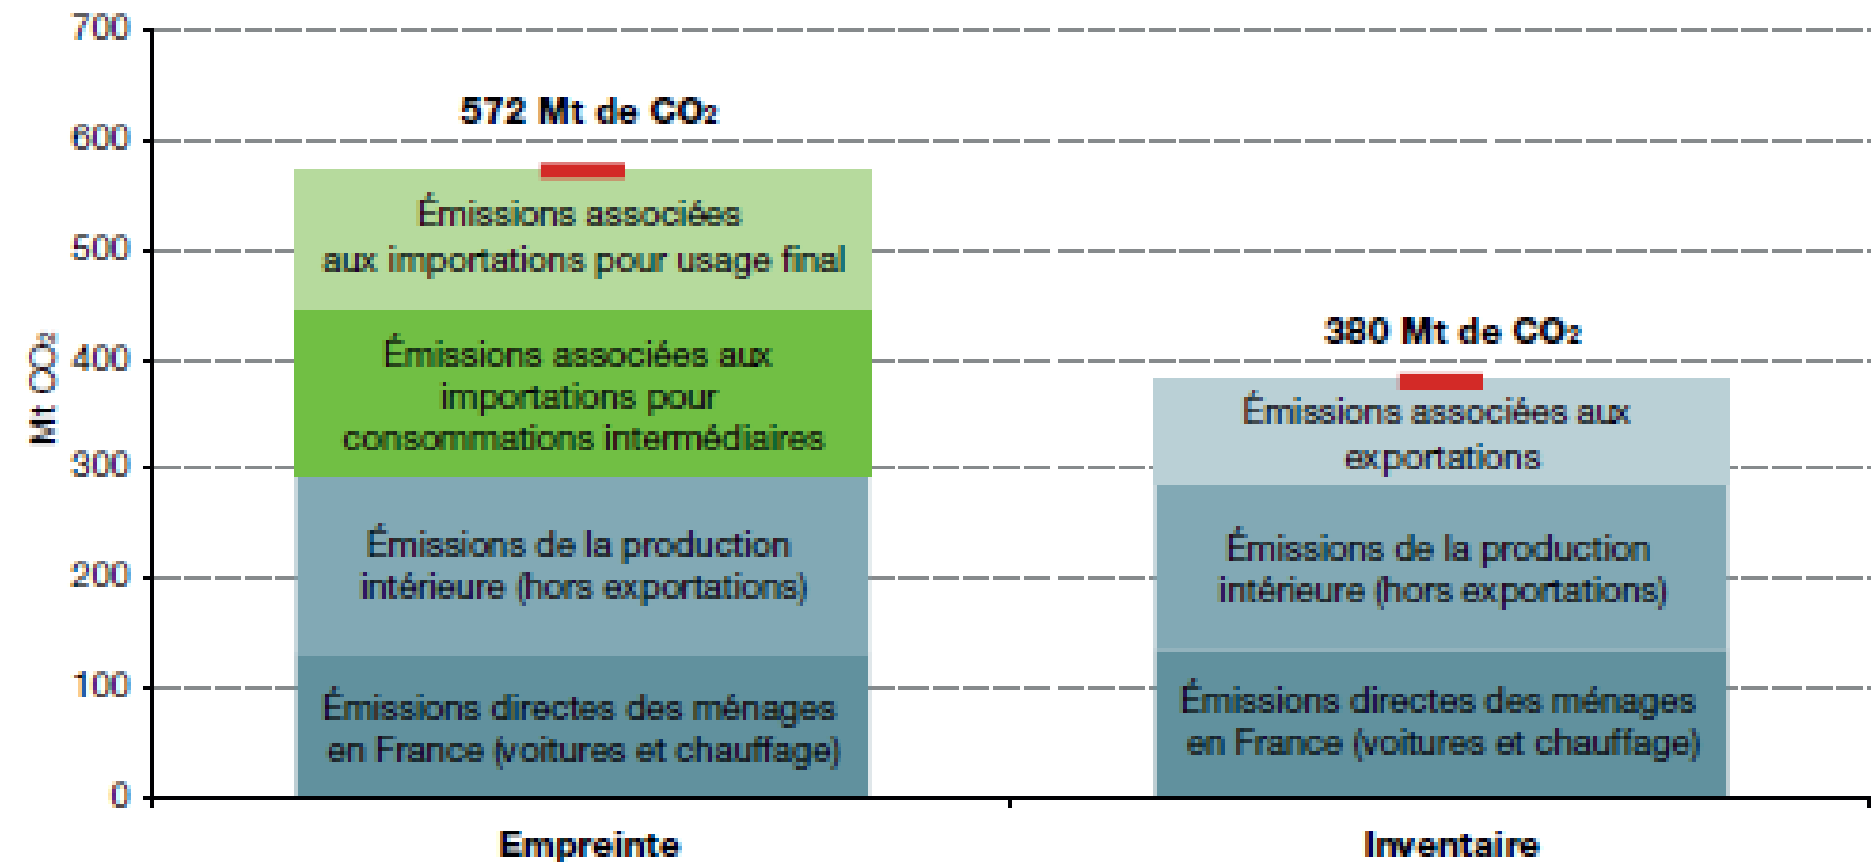 700
600
500
400
300
200
100
0
Mt CO₂
572 Mt de CO₂
Émissions associées
aux importations pour usage final
Émissions associées aux
importations pour
consommations intermédiaires
Émissions de la production
intérieure (hors exportations)
Émissions directes des ménages
en France (voitures et chauffage)
Empreinte
380 Mt de CO₂
Émissions associées aux
exportations
Émissions de la production
intérieure (hors exportations)
Émissions directes des ménages
en France (voitures et chauffage)
Inventaire